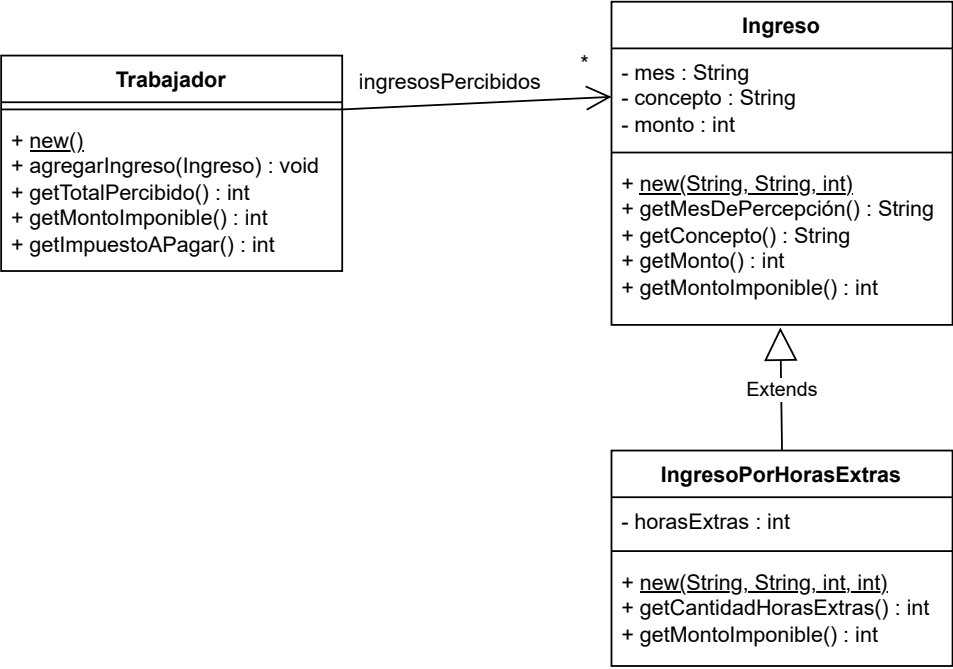 Trabajador
+ new()
+ agregarIngreso(Ingreso) : void
+ getTotalPercibido() : int
+ getMontoImponible() : int
+ getImpuestoAPagar() : int
ingresosPercibidos
*
Ingreso
- mes : String
- concepto : String
- monto : int
+ new(String, String, int)
+ getMesDePercepción() : String
+ getConcepto() : String
+ getMonto() : int
+ getMontoImponible() : int
Extends
IngresoPorHorasExtras
- horasExtras : int
+ new(String, String, int, int)
+ getCantidadHorasExtras() : int
+ getMontoImponible() : int